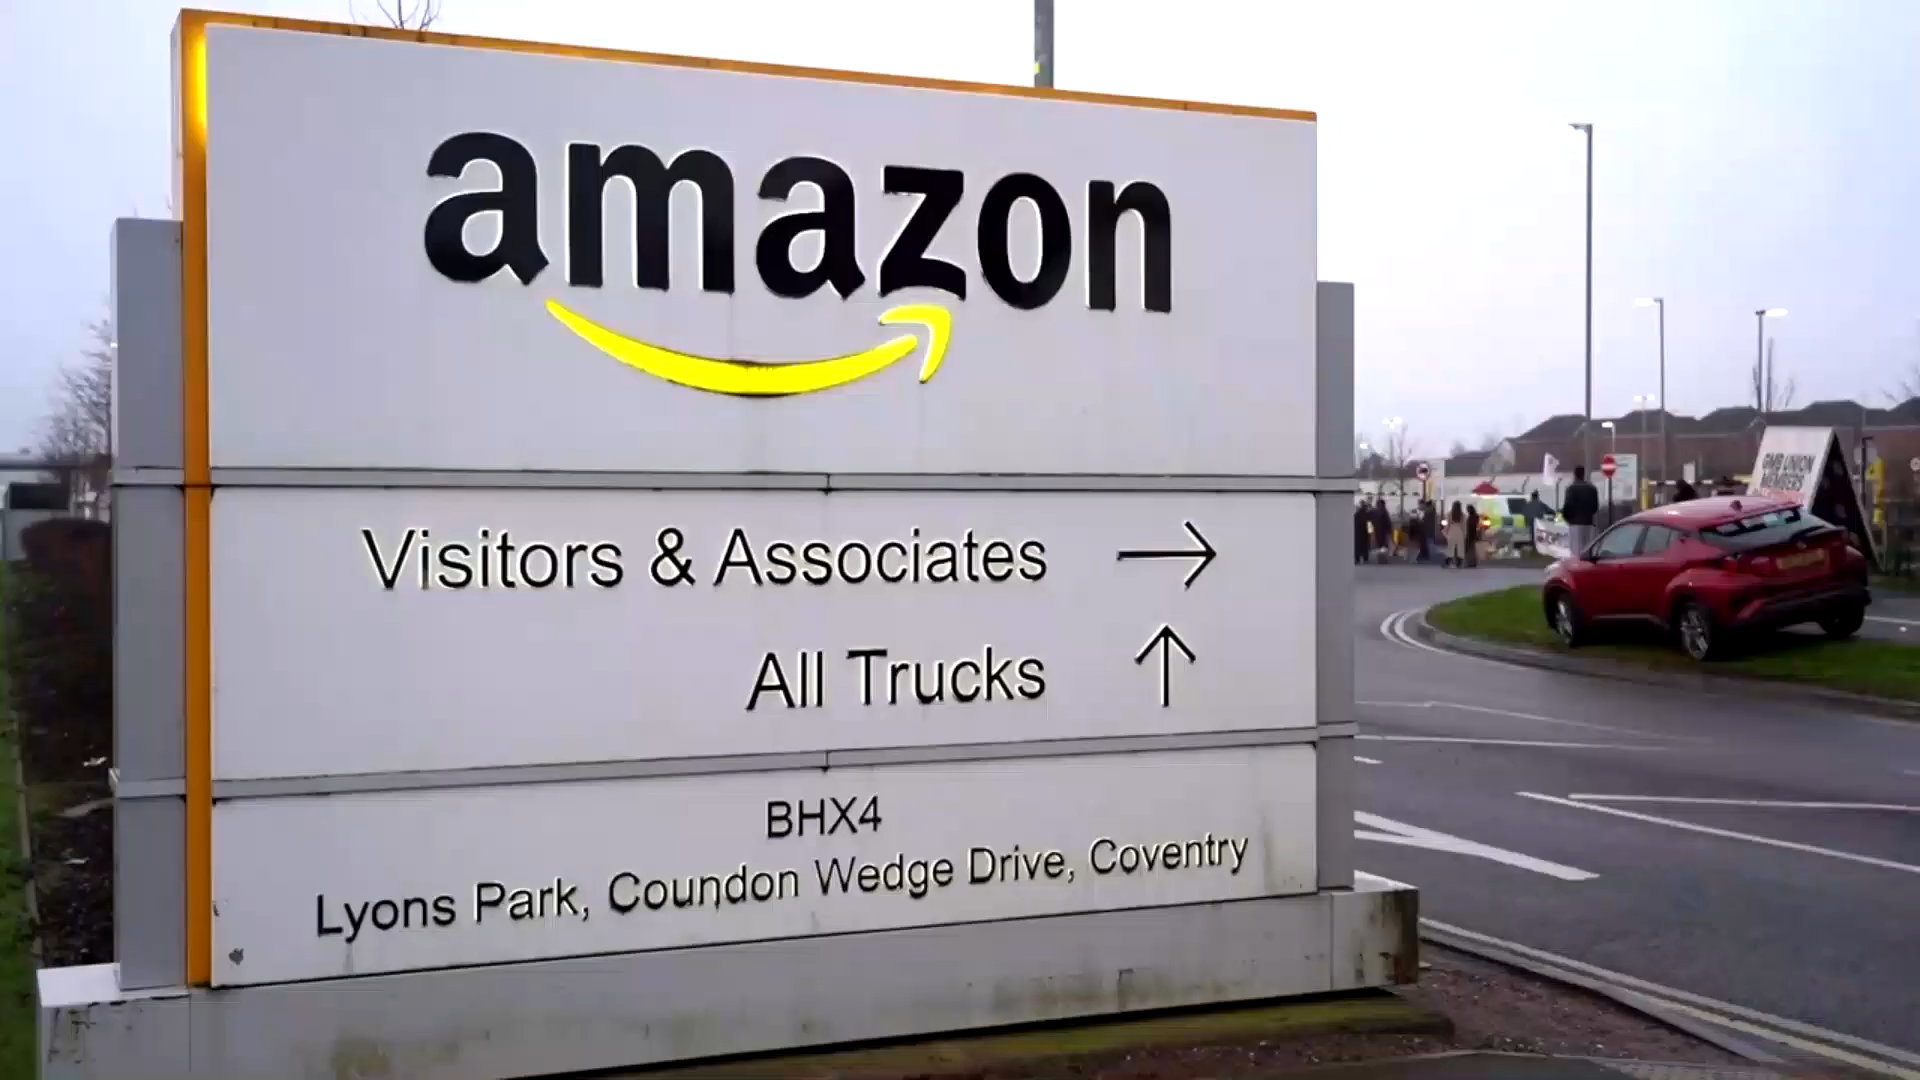 amazon
Visitors & Associates
All Trucks
BHX4
Lyons Park, Coundon Wedge Drive, Coventry
GMB UNION
MEMBERS